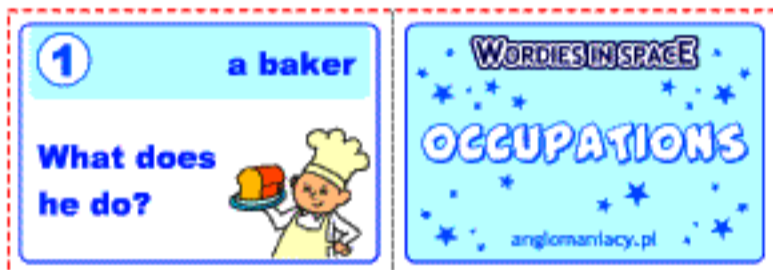 1
a baker
What does
he do?
WORDIES IN SPACE
OCCUPATIONS
anglomaniacy.pl